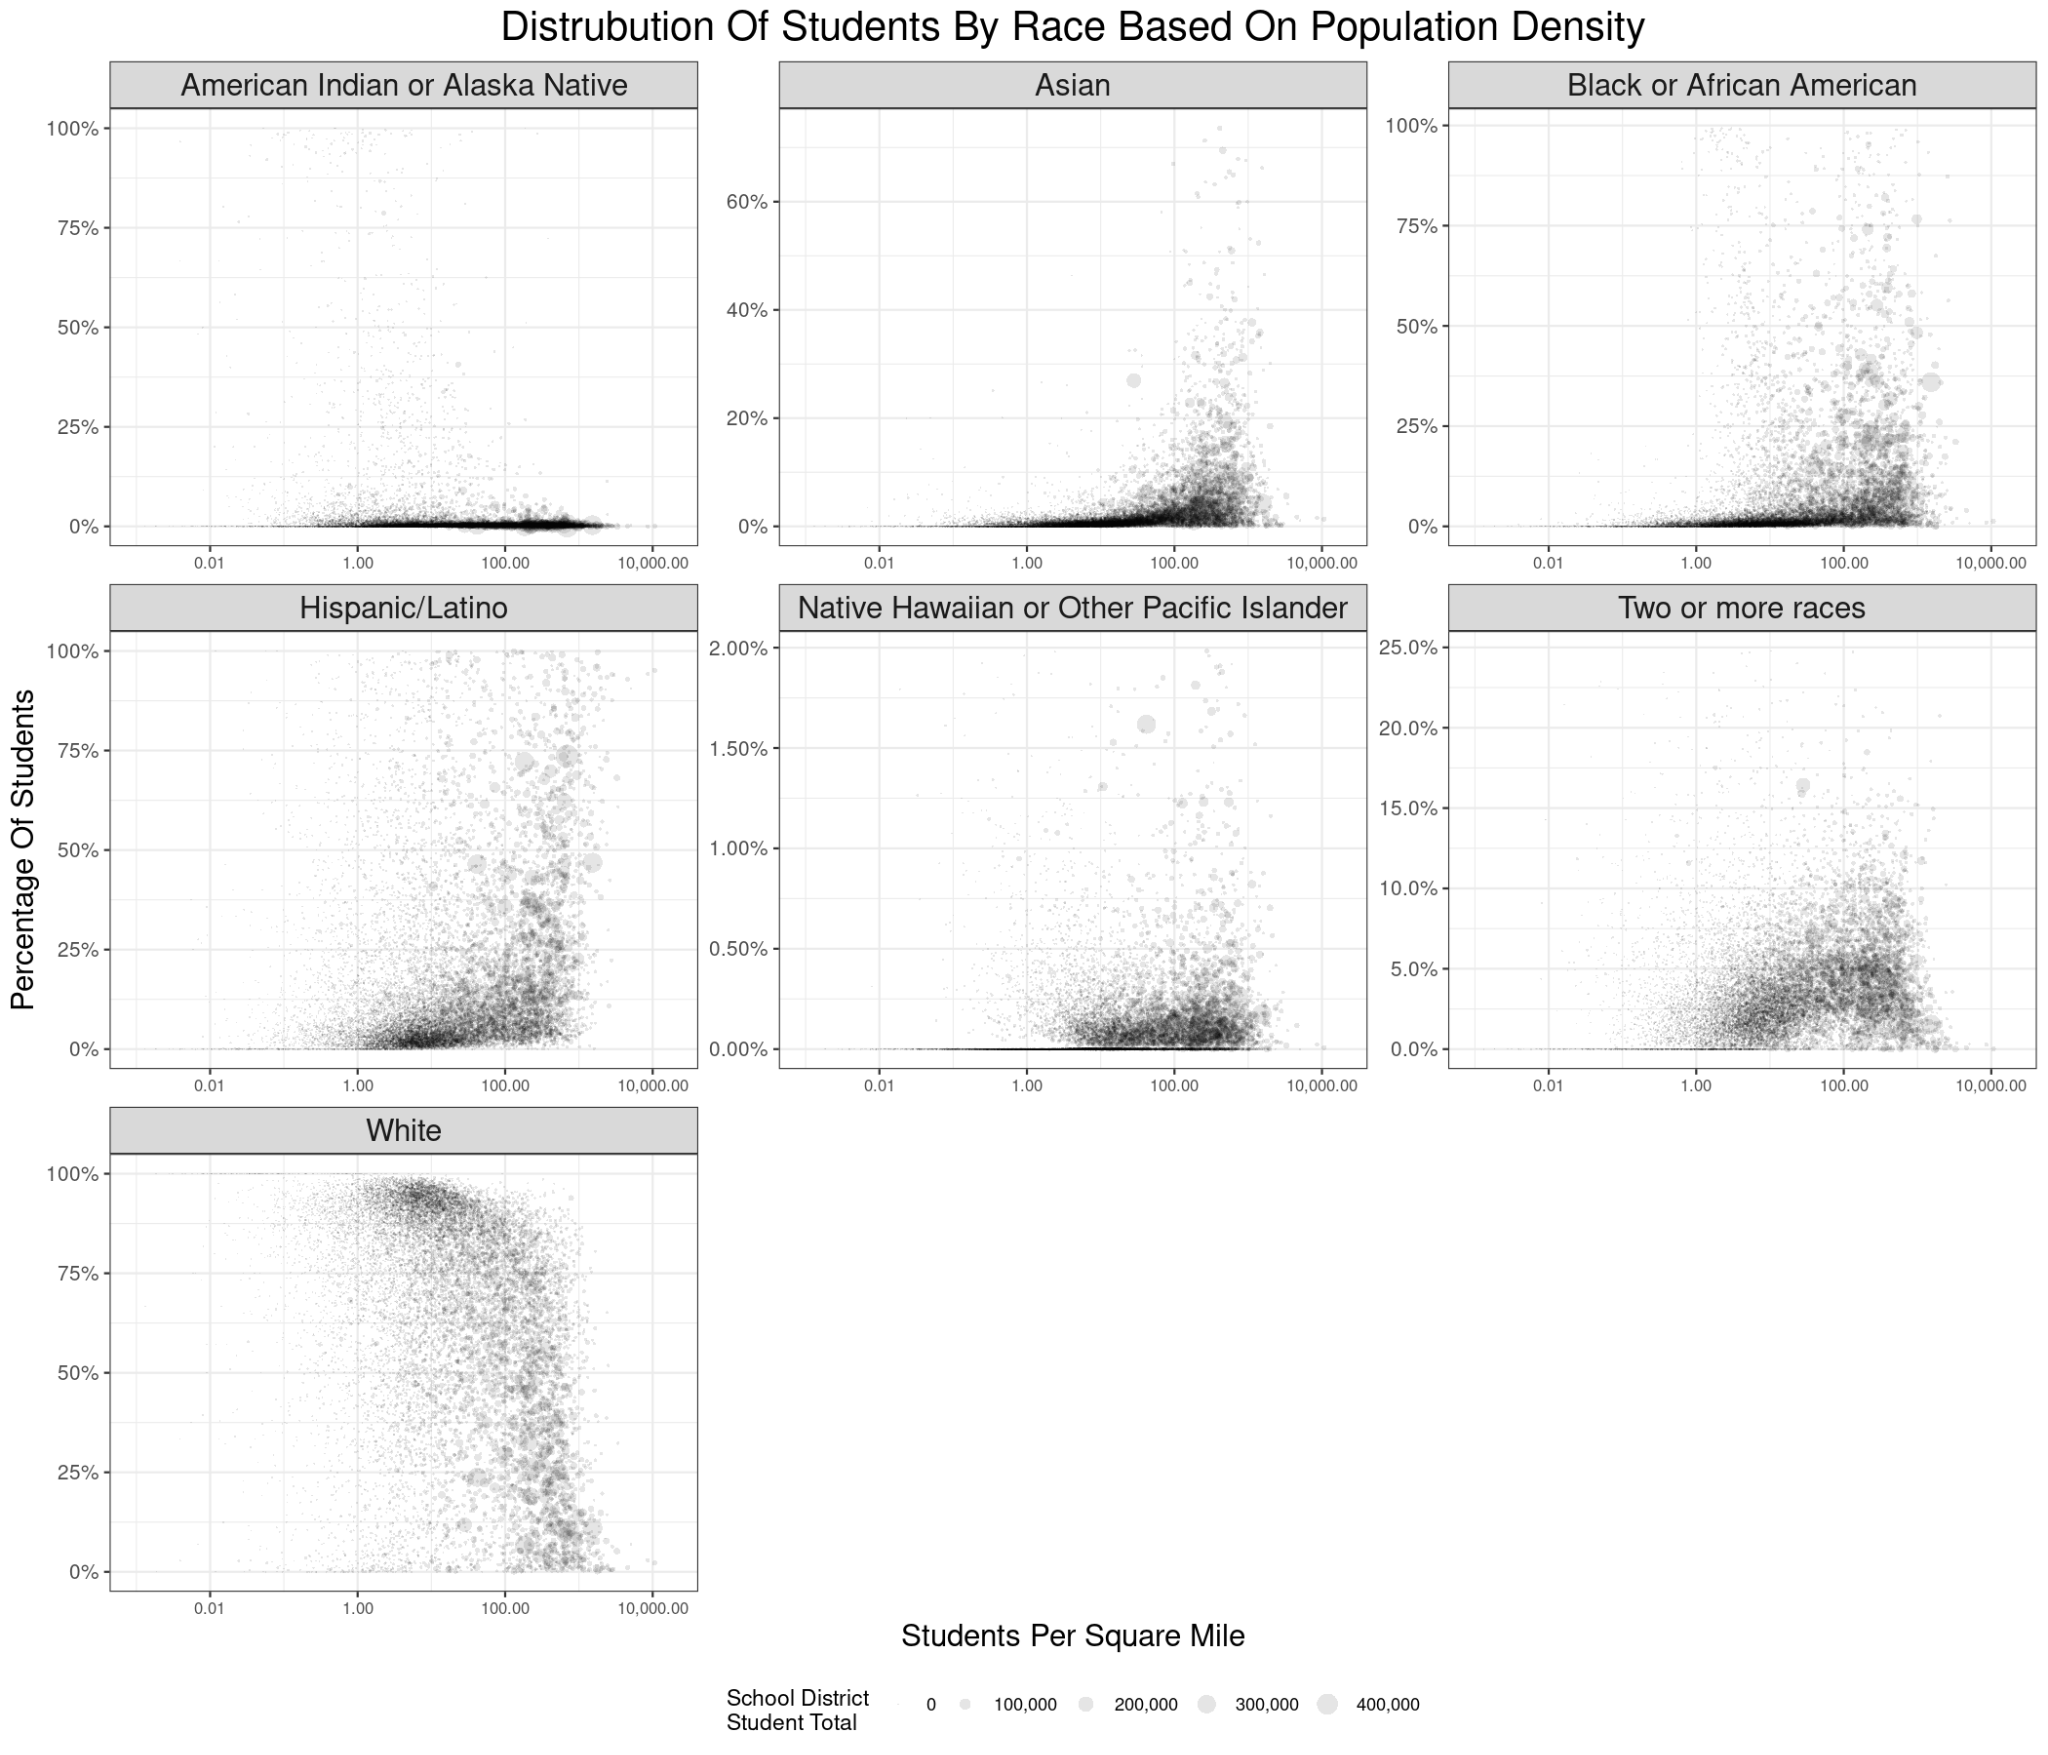 Distrubution Of Students By Race Based On Population Density
American Indian or Alaska Native
Asian
Black or African American
100%
75%
50%
25%
0%
60%
40%
20%
0%
100%
75%
50%
25%
0%
0.01 1.00 100.00 10,000.00
0.01 1.00 100.00 10,000.00
0.01 1.00 100.00 10,000.00
Hispanic/Latino
Native Hawaiian or Other Pacific Islander
Two or more races
100%
75%
50%
25%
0%
2.00%
1.50%
1.00%
0.50%
0.00%
25.0%
20.0%
15.0%
10.0%
5.0%
0.0%
0.01 1.00 100.00 10,000.00
0.01 1.00 100.00 10,000.00
0.01 1.00 100.00 10,000.00
Percentage Of Students
White
100%
75%
50%
25%
0%
0.01 1.00 100.00 10,000.00
Students Per Square Mile
School District
Student Total
0 100,000 200,000 300,000 400,000